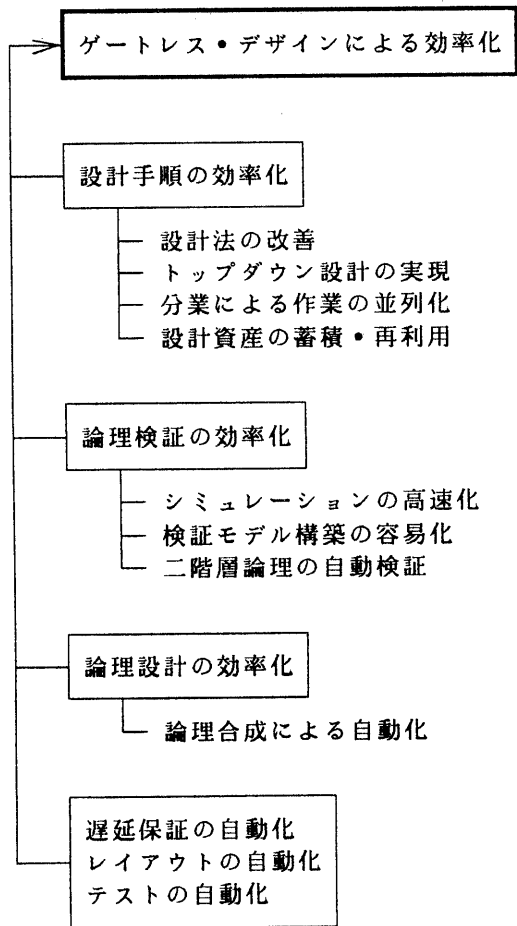 ゲートレス・デザインによる効率化
設計手順の効率化
設計法の改善
トップダウン設計の実現
分業による作業の並列化
設計資産の蓄積・再利用
論理検証の効率化
シミュレーションの高速化
検証モデル構築の容易化
二階層論理の自動検証
論理設計の効率化
論理合成による自動化
遅延保証の自動化
レイアウトの自動化
テストの自動化